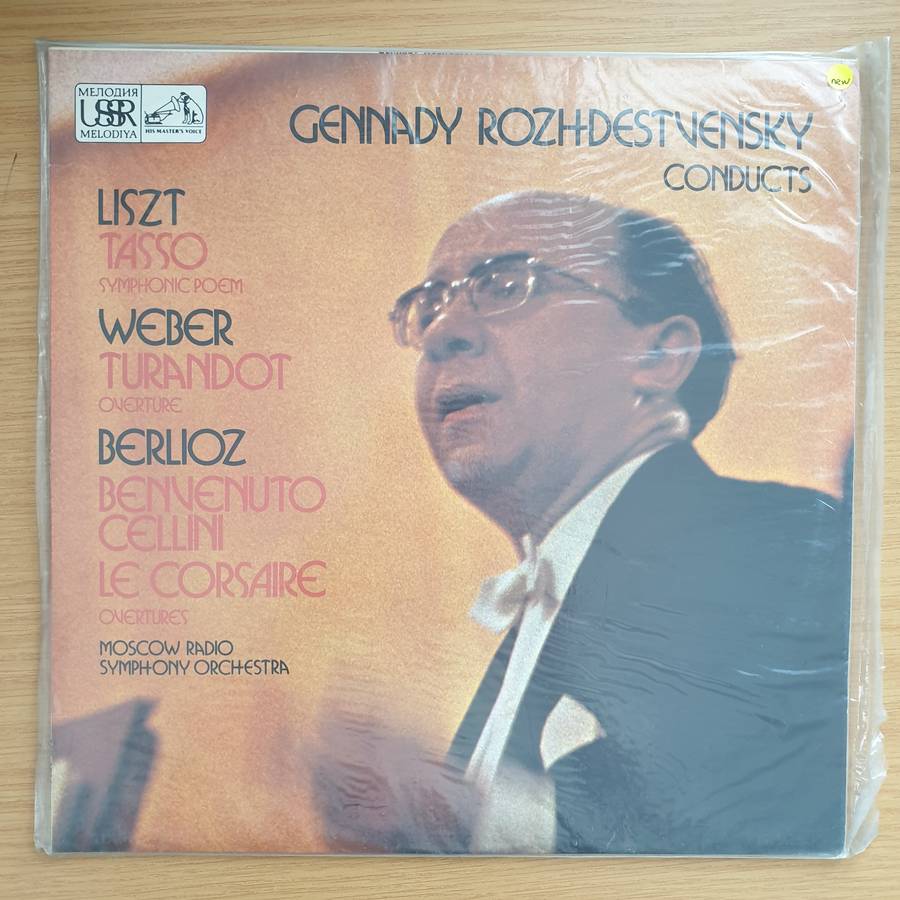 МЕЛОДИЯ
USSR
MELODIYA
HIS MASTER'S VOICE
new
GENNADY ROZHDESTVENSKY
CONDUCTS
LISZT
TASSO
SYMPHONIC POEM
WEBER
TURANDOT
OVERTURE
BERLIOZ
BENVENUTO
CELLINI
LE CORSAIRE
OVERTURES
MOSCOW RADIO
SYMPHONY ORCHESTRA